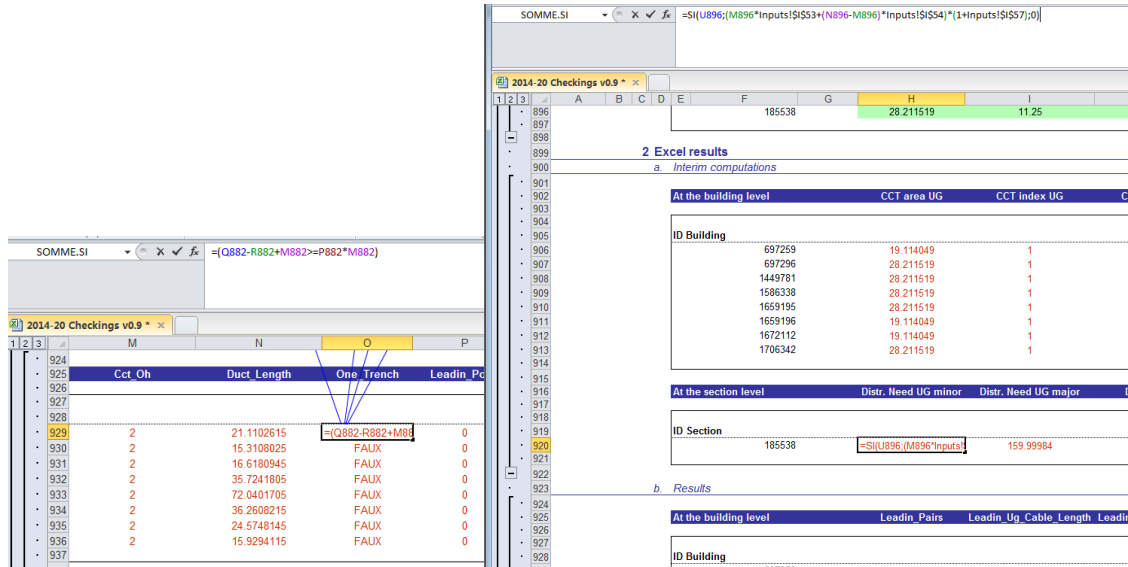 SOMME.SI fx =(Q882-R882+M882>=P882*M882)
2014-20 Checkings v0.9 *
1 2 3 M N O P
924
925 Cct_Oh Duct_Length One_Trench Leadin_Po
926
927
928
929 2 21.1102615 =(Q882-R882+M88 0
930 2 15.3108025 FAUX 0
931 2 16.6180945 FAUX 0
932 2 35.7241805 FAUX 0
933 2 72.0401705 FAUX 0
934 2 36.2608215 FAUX 0
935 2 24.5748145 FAUX 0
936 2 15.9294115 FAUX 0
937
SOMME.SI fx =SI(U896;(M896*Inputs!$I$53+(N896-M896)*Inputs!$I$54)*(1+Inputs!$I$57);0)
2014-20 Checkings v0.9 *
1 2 3 A B C D E F G H I
896 185538 28.211519 11.25
897
898
899 2 Excel results
900 a. Interim computations
901
902 At the building level CCT area UG CCT index UG C
903
904
905 ID Building
906 697259 19.114049 1
907 697296 28.211519 1
908 1449781 28.211519 1
909 1586338 28.211519 1
910 1659195 28.211519 1
911 1659196 19.114049 1
912 1672112 19.114049 1
913 1706342 28.211519 1
914
915
916 At the section level Distr. Need UG minor Distr. Need UG major
917
918
919 ID Section
920 185538 =SI(U896;(M896*Inputs!$ 159.99984
921
922
923 b. Results
924
925 At the building level Leadin_Pairs Leadin_Ug_Cable_Length Leadin
926
927
928 ID Building